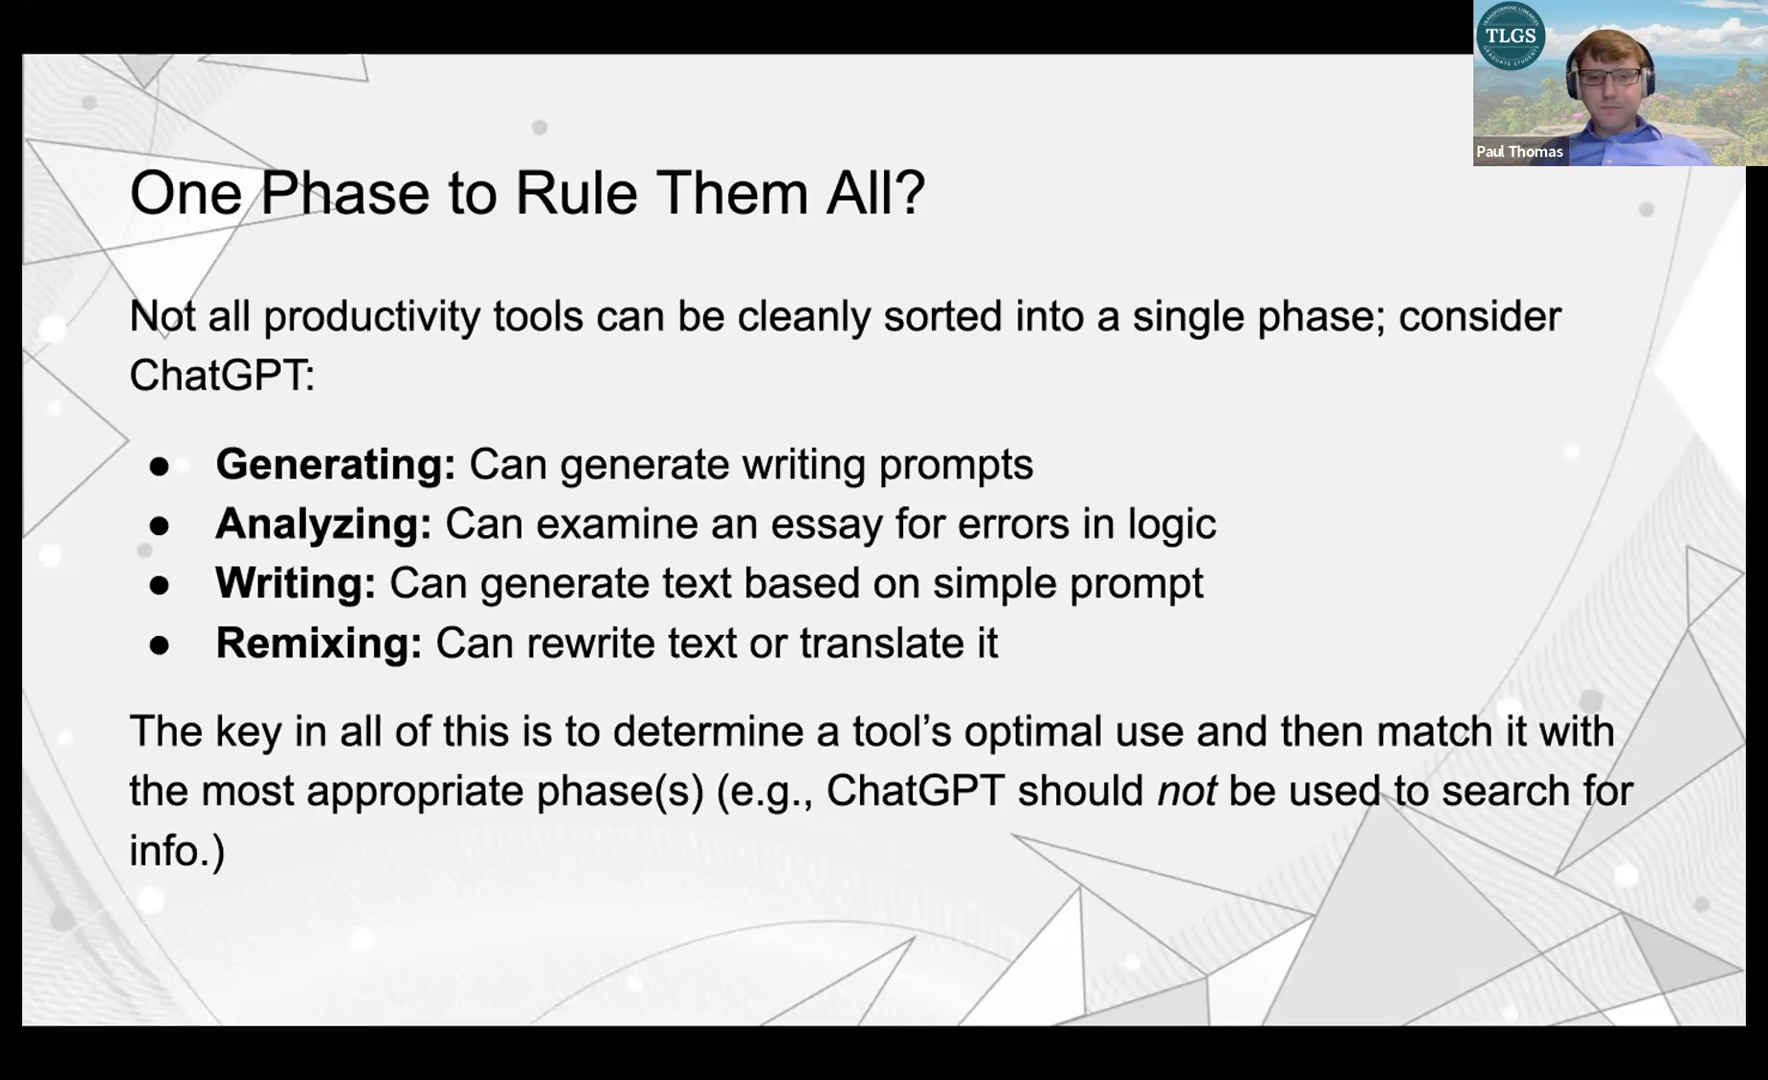 TRANSFORMING LIBRARIES
TLGS
GRADUATE STUDENTS
Paul Thomas
One Phase to Rule Them All?
Not all productivity tools can be cleanly sorted into a single phase; consider
ChatGPT:
● Generating: Can generate writing prompts
● Analyzing: Can examine an essay for errors in logic
● Writing: Can generate text based on simple prompt
● Remixing: Can rewrite text or translate it
The key in all of this is to determine a tool’s optimal use and then match it with
the most appropriate phase(s) (e.g., ChatGPT should not be used to search for
info.)